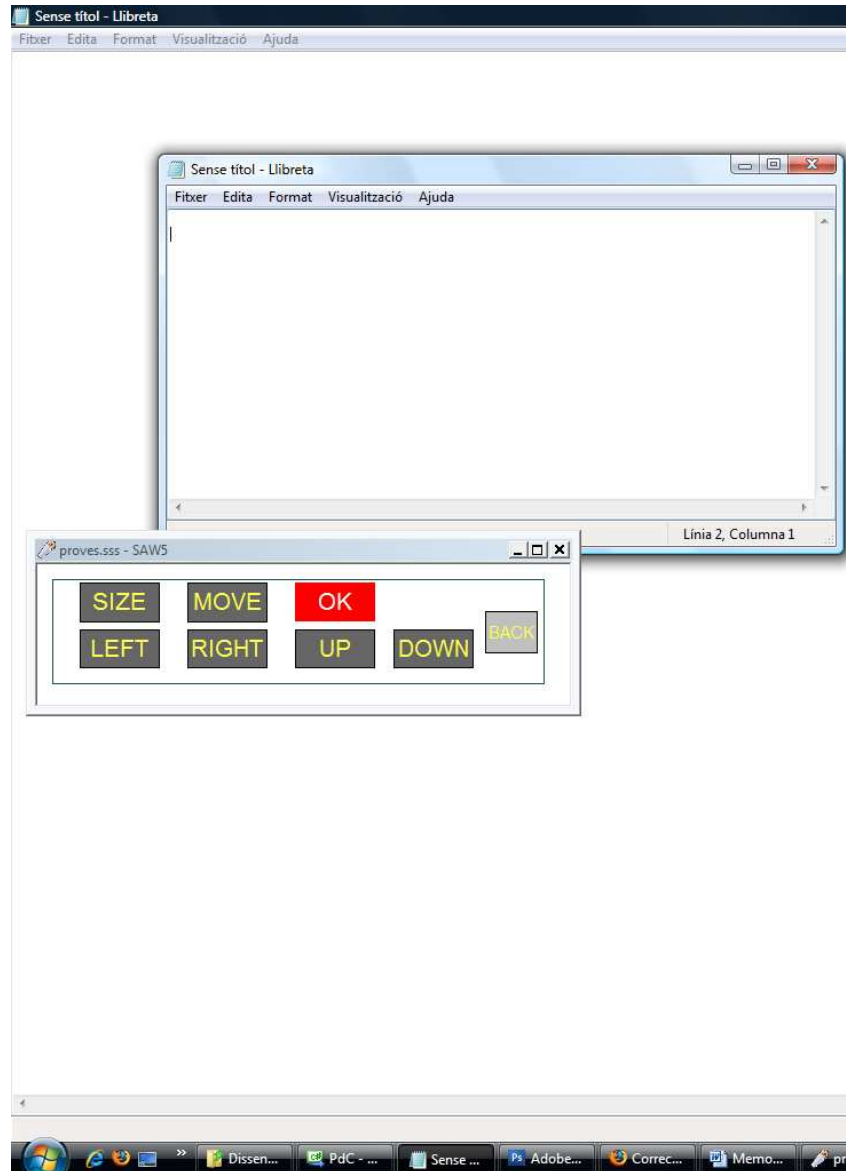 Sense títol - Llibreta
Fitxer Edita Format Visualització Ajuda
Sense títol - Llibreta
Fitxer Edita Format Visualització Ajuda
Línia 2, Columna 1
proves.sss - SAW5
SIZE MOVE OK
BACK
LEFT RIGHT UP DOWN
Dissen... PdC - ... Sense ... Adobe... Correc... Memo... pr